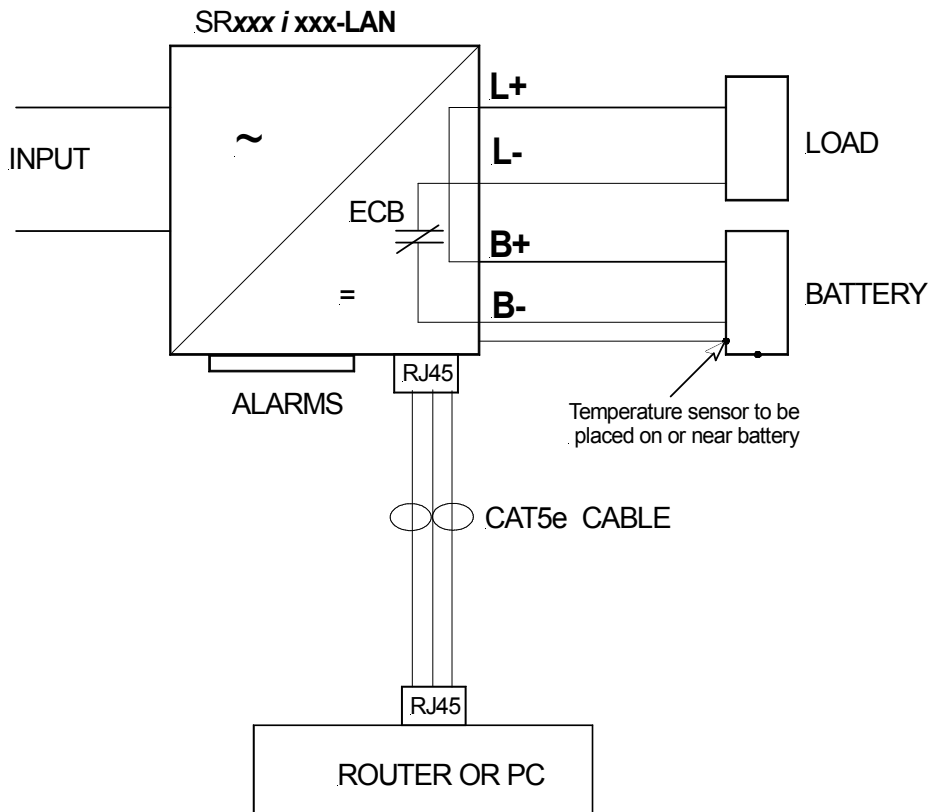 SRxxx i xxx-LAN
L+
INPUT
~
L-
LOAD
ECB
B+
=
B-
BATTERY
RJ45
ALARMS
Temperature sensor to be
placed on or near battery
CAT5e CABLE
RJ45
ROUTER OR PC